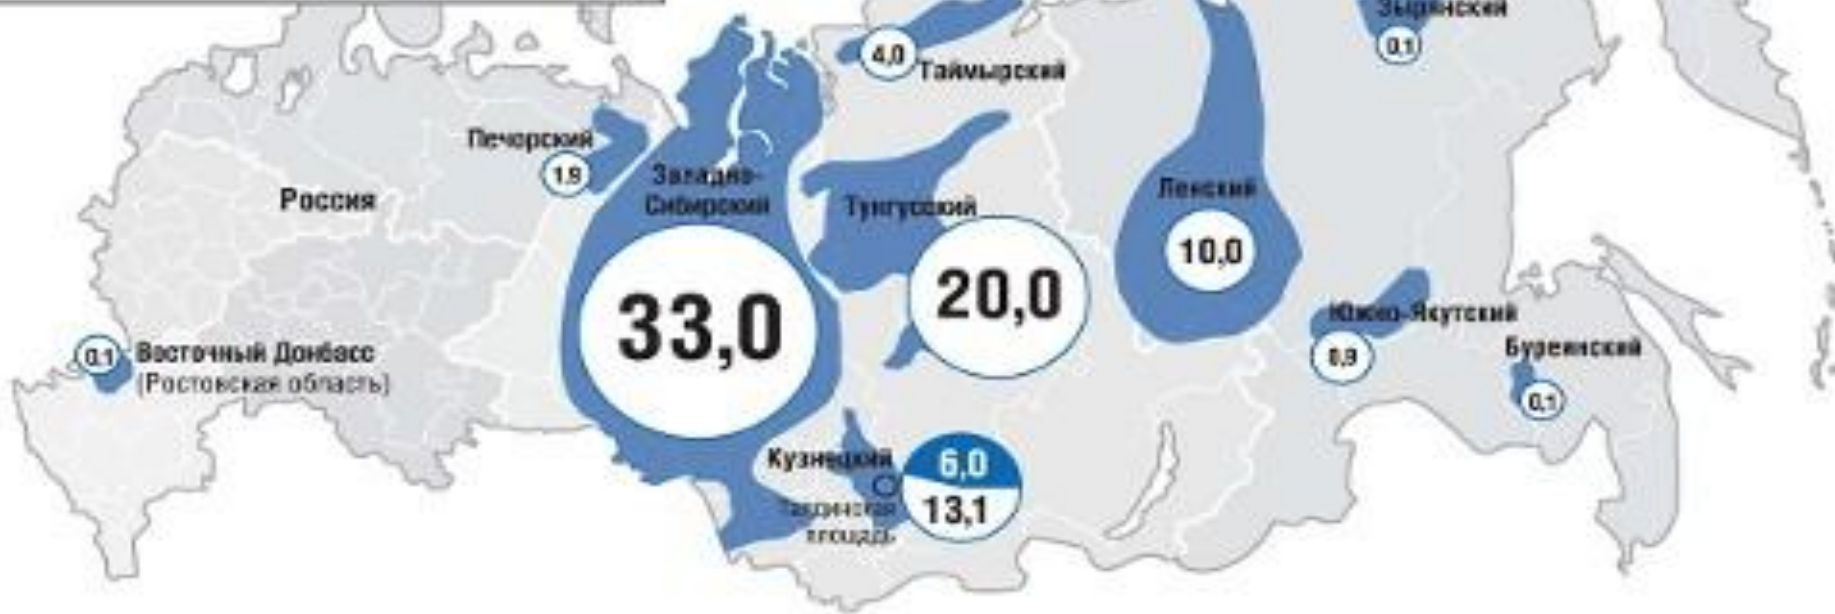 Зырянский
0,1
4,0
Таймырский
Печорский
1.9
Россия
Западно-
Сибирский
33,0
Тунгусский
20,0
Ленский
10,0
Южно-Якутский
0,9
Буреинский
0,1
0.1
Восточный Донбасс
(Ростовская область)
Кузнецкий
6,0
13,1
Талдинская
площадь